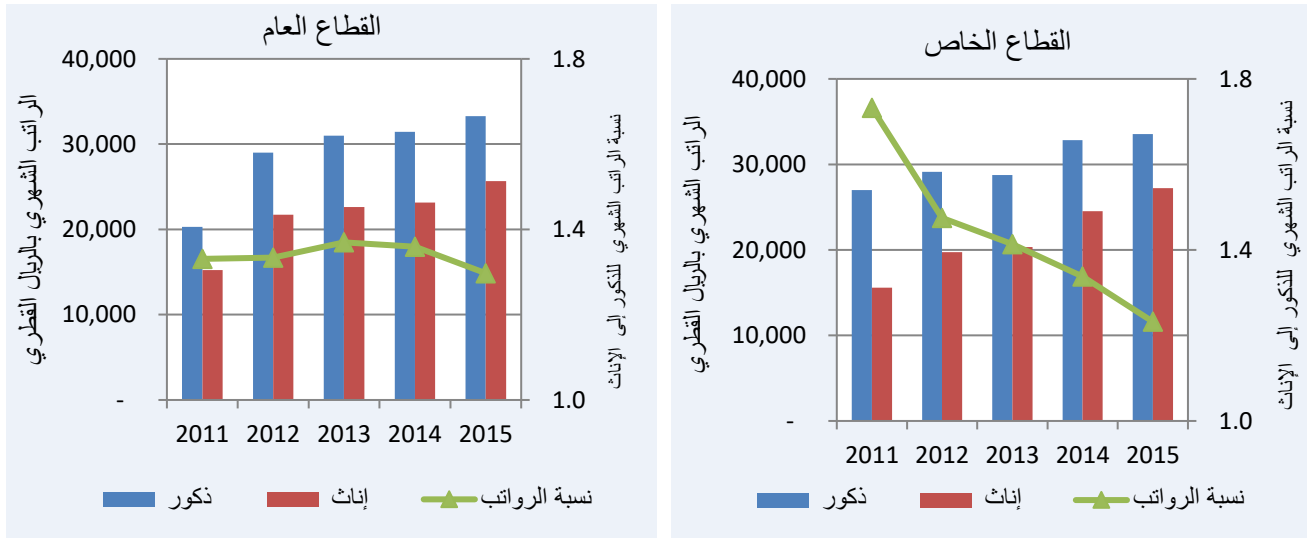 القطاع العام
الراتب الشهري بالريال القطري
40,000
30,000
20,000
10,000
-
1.8
1.4
1.0
نسبة الراتب الشهري للذكور إلى الإناث
2011 2012 2013 2014 2015
ذكور إناث نسبة الرواتب
القطاع الخاص
الراتب الشهري بالريال القطري
40,000
30,000
20,000
10,000
-
1.8
1.4
1.0
نسبة الراتب الشهري للذكور إلى الإناث
2011 2012 2013 2014 2015
ذكور إناث نسبة الرواتب